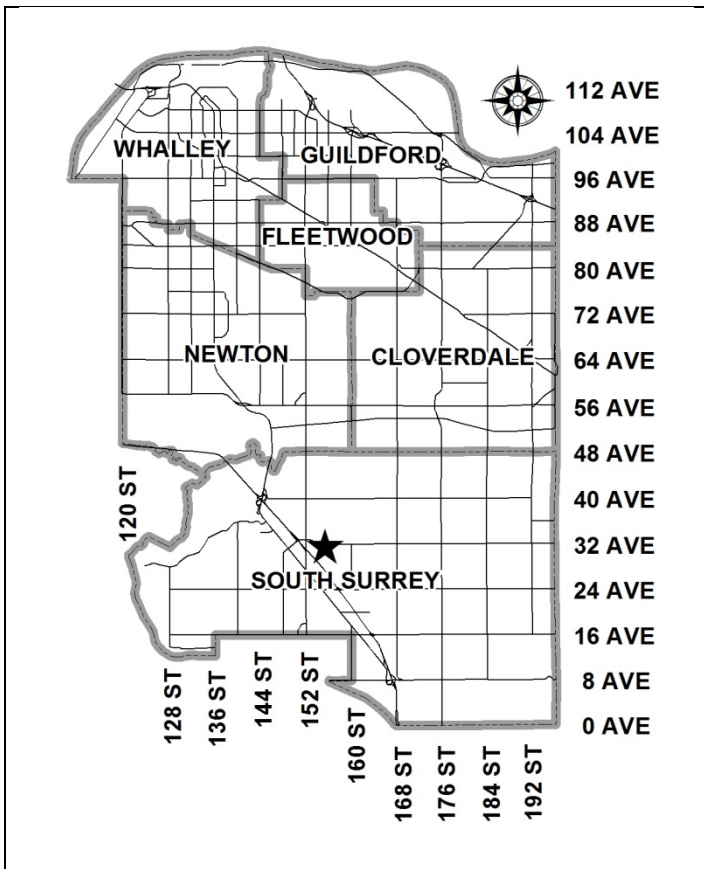 112 AVE
104 AVE
WHALLEY
GUILDFORD
96 AVE
88 AVE
FLEETWOOD
80 AVE
72 AVE
NEWTON
CLOVERDALE
64 AVE
56 AVE
48 AVE
120 ST
40 AVE
32 AVE
SOUTH SURREY
24 AVE
16 AVE
128 ST
136 ST
144 ST
152 ST
8 AVE
160 ST
0 AVE
168 ST
176 ST
184 ST
192 ST